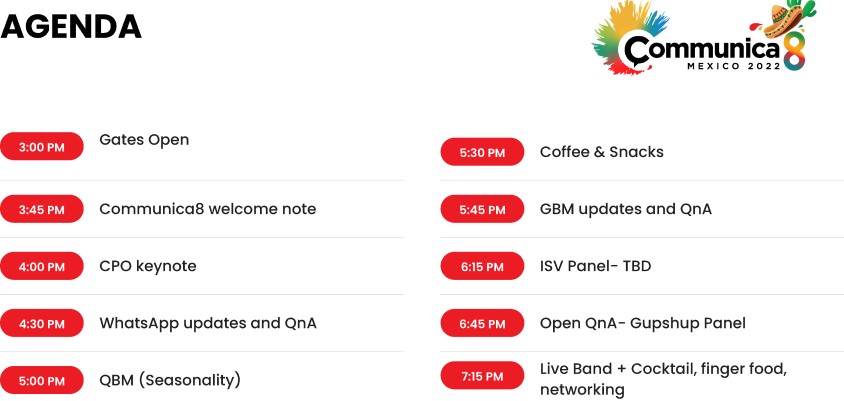 AGENDA
Communica8
MEXICO 2022
3:00 PM Gates Open
3:45 PM Communica8 welcome note
4:00 PM CPO keynote
4:30 PM WhatsApp updates and QnA
5:00 PM QBM (Seasonality)
5:30 PM Coffee & Snacks
5:45 PM GBM updates and QnA
6:15 PM ISV Panel- TBD
6:45 PM Open QnA- Gupshup Panel
7:15 PM Live Band + Cocktail, finger food,
networking